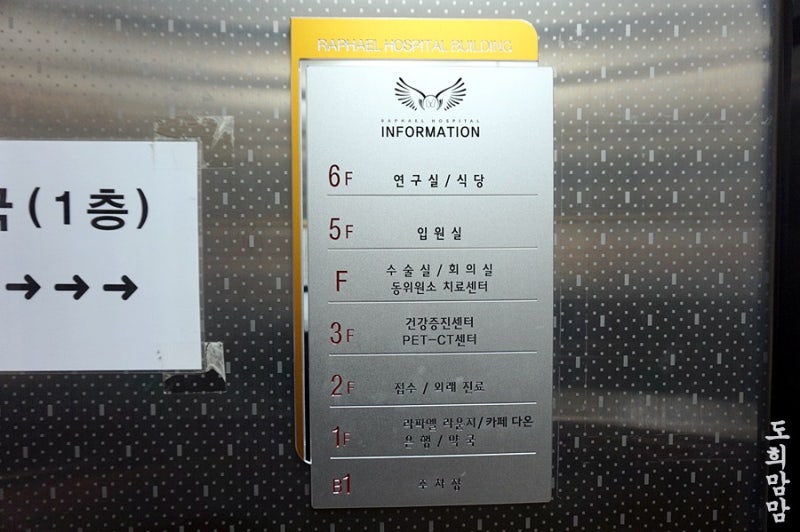 RAPHAEL HOSPITAL BUILDING
RAPHAEL HOSPITAL
INFORMATION
6F 연구실/식당
5F 입원실
F 수술실/회의실
동위원소 치료센터
3F 건강증진센터
PET-CT센터
2F 접수/외래 진료
1F 라파엘 라운지/카페 다온
은행/약국
B1 주차장
(1층)
→→→
도희맘맘